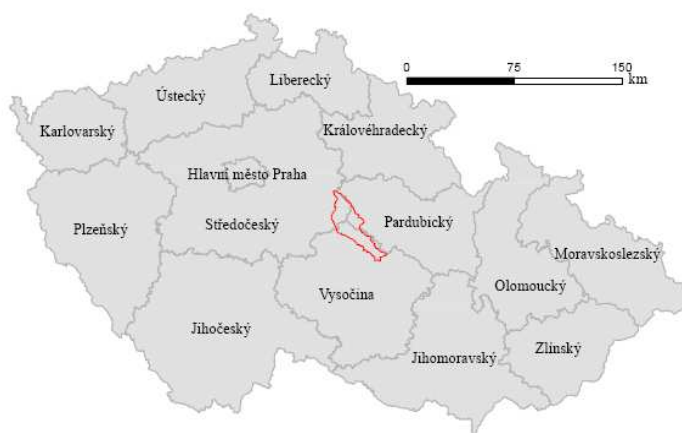 0 75 150
km
Liberecký
Ústecký
Karlovarský
Královéhradecký
Hlavní město Praha
Plzeňský
Středočeský
Pardubický
Moravskoslezský
Olomoucký
Vysočina
Jihočeský
Zlínský
Jihomoravský